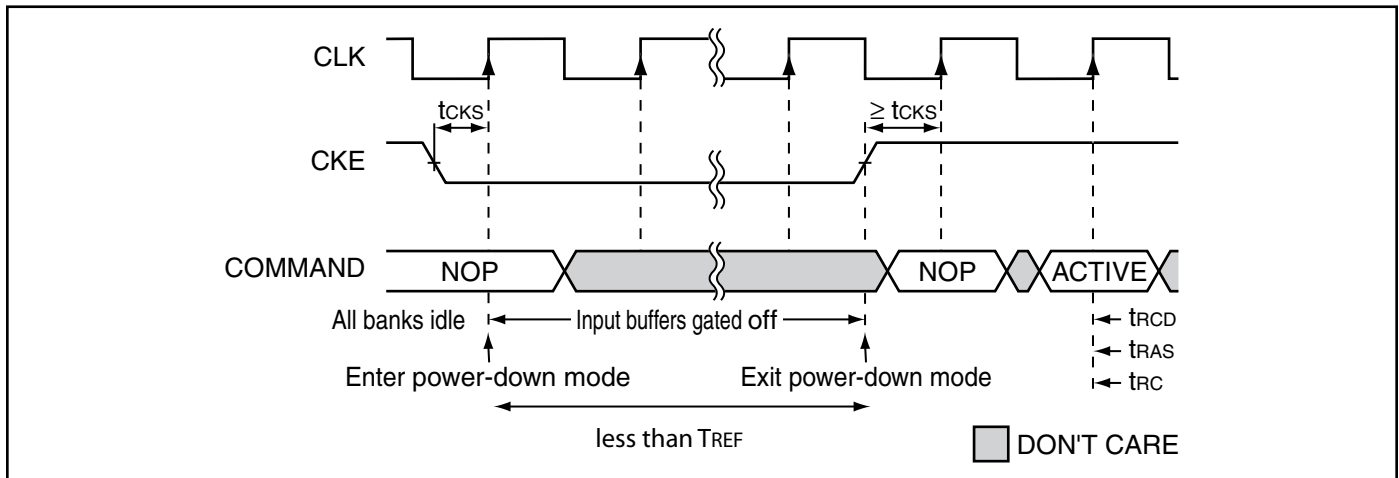 CLK
tCKS
≥ tCKS
CKE
COMMAND
NOP
NOP
ACTIVE
All banks idle
Input buffers gated off
tRCD
tRAS
tRC
Enter power-down mode
Exit power-down mode
less than TREF
DON'T CARE